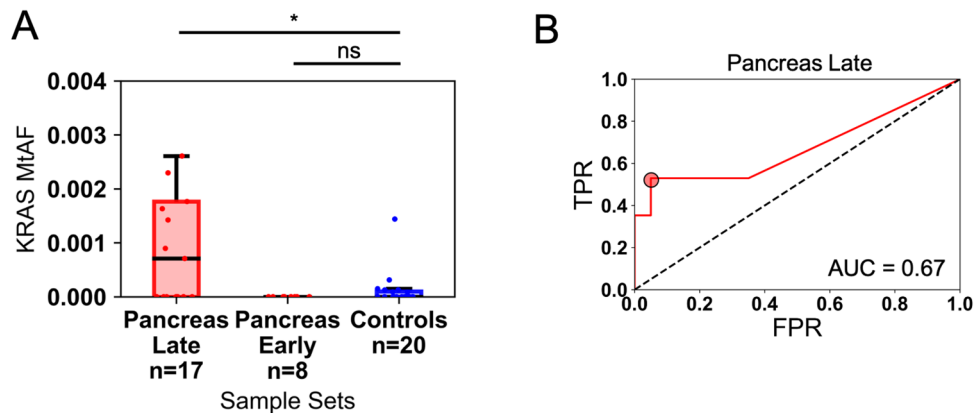 A
*
ns
0.004
0.003
0.002
0.001
0.000
KRAS MtAF
Pancreas Late n=17
Pancreas Early n=8
Controls n=20
Sample Sets
B
Pancreas Late
1.0
0.8
0.6
0.4
0.2
0.0
TPR
AUC = 0.67
0.0 0.2 0.4 0.6 0.8 1.0
FPR